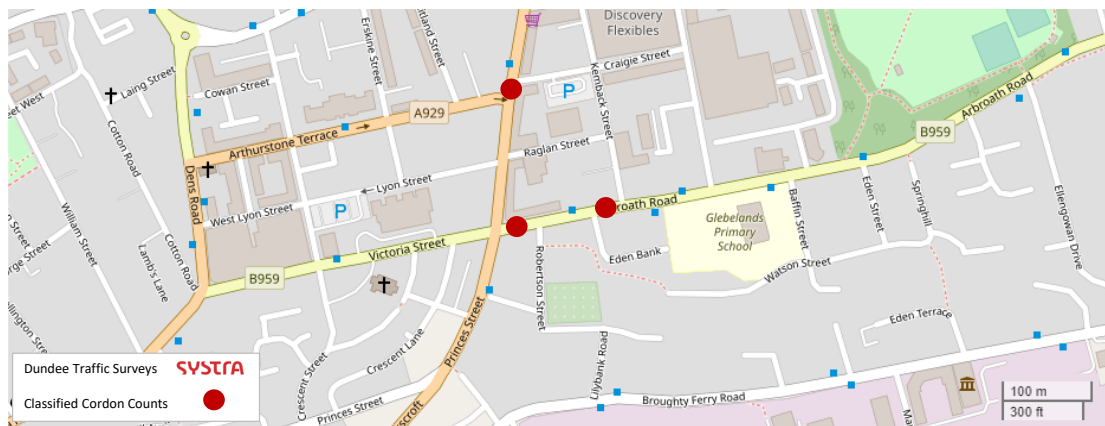 Discovery
Flexibles
Craigie Street
Laing Street
Cowan Street
Erskine Street
Kemback Street
Cotton Road
A929
P
Arbroath Road
B959
Arthurstone Terrace
Raglan Street
Dens Road
Lyon Street
West Lyon Street
P
Glebelands
Primary
School
Baffin Street
Eden Street
Springhill
Ellengowan Drive
William Street
Cotton Road
Lamb's Lane
Victoria Street
B959
Robertson Street
Eden Bank
Watson Street
Princes Street
Crescent Lane
Crescent Street
Lilybank Road
Eden Terrace
Princes Street
Broughty Ferry Road
Dundee Traffic Surveys SYSTRA
Classified Cordon Counts
100 m
300 ft